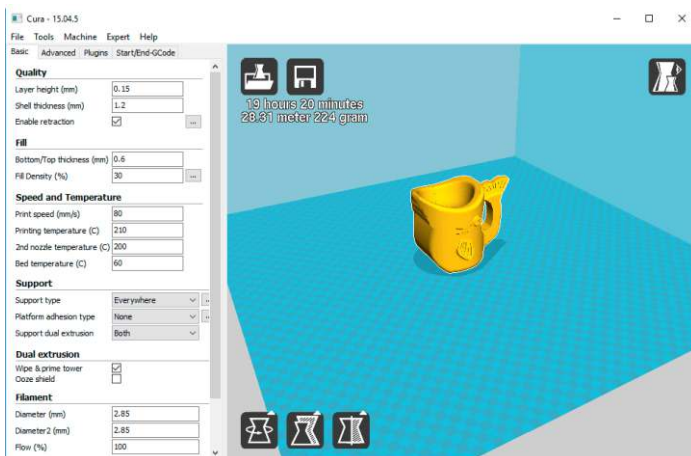 Cura - 15.04.5
File Tools Machine Expert Help
Basic Advanced Plugins Start/End-GCode
Quality
Layer height (mm) 0.15
Shell thickness (mm) 1.2
Enable retraction ...
Fill
Bottom/Top thickness (mm) 0.6
Fill Density (%) 30 ...
Speed and Temperature
Print speed (mm/s) 80
Printing temperature (C) 210
2nd nozzle temperature (C) 200
Bed temperature (C) 60
Support
Support type Everywhere
Platform adhesion type None
Support dual extrusion Both
Dual extrusion
Wipe & prime tower
Ooze shield
Filament
Diameter (mm) 2.85
Diameter2 (mm) 2.85
Flow (%) 100
19 hours 20 minutes
28.31 meter 224 gram